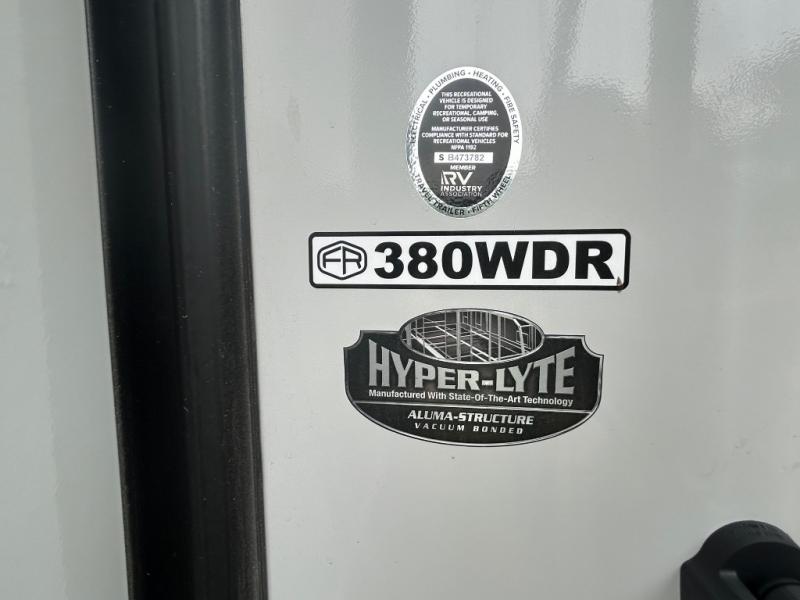 ELECTRICAL • PLUMBING • HEATING • FIRE SAFETY
THIS RECREATIONAL
VEHICLE IS DESIGNED
FOR TEMPORARY
RECREATIONAL, CAMPING,
OR SEASONAL USE
MANUFACTURER CERTIFIES
COMPLIANCE WITH STANDARD FOR
RECREATIONAL VEHICLES
NFPA 1192
S B473782
MEMBER
RV
INDUSTRY
ASSOCIATION
TRAVEL TRAILER • FIFTH WHEEL
FR 380WDR
HYPER-LYTE
Manufactured With State-Of-The-Art Technology
ALUMA-STRUCTURE
VACUUM BONDED